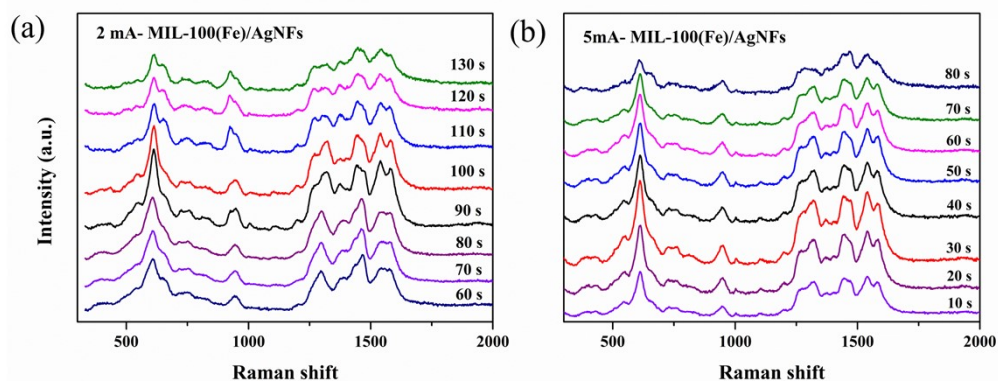 (a)
2 mA- MIL-100(Fe)/AgNFs
130 s
120 s
110 s
100 s
90 s
80 s
70 s
60 s
Intensity (a.u.)
500
1000
1500
2000
Raman shift
(b)
5mA- MIL-100(Fe)/AgNFs
80 s
70 s
60 s
50 s
40 s
30 s
20 s
10 s
500
1000
1500
2000
Raman shift